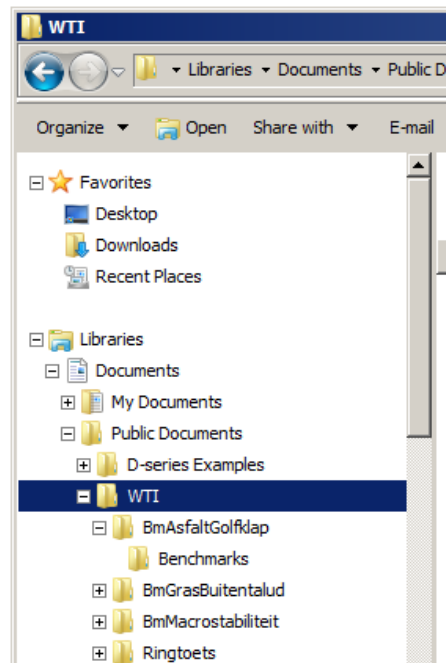 WTI
Libraries Documents Public D
Organize Open Share with E-mail
Favorites
Desktop
Downloads
Recent Places
Libraries
Documents
My Documents
Public Documents
D-series Examples
WTI
BmAsfaltGolfklap
Benchmarks
BmGrasBuitentalud
BmMacrostabiliteit
Ringtoets